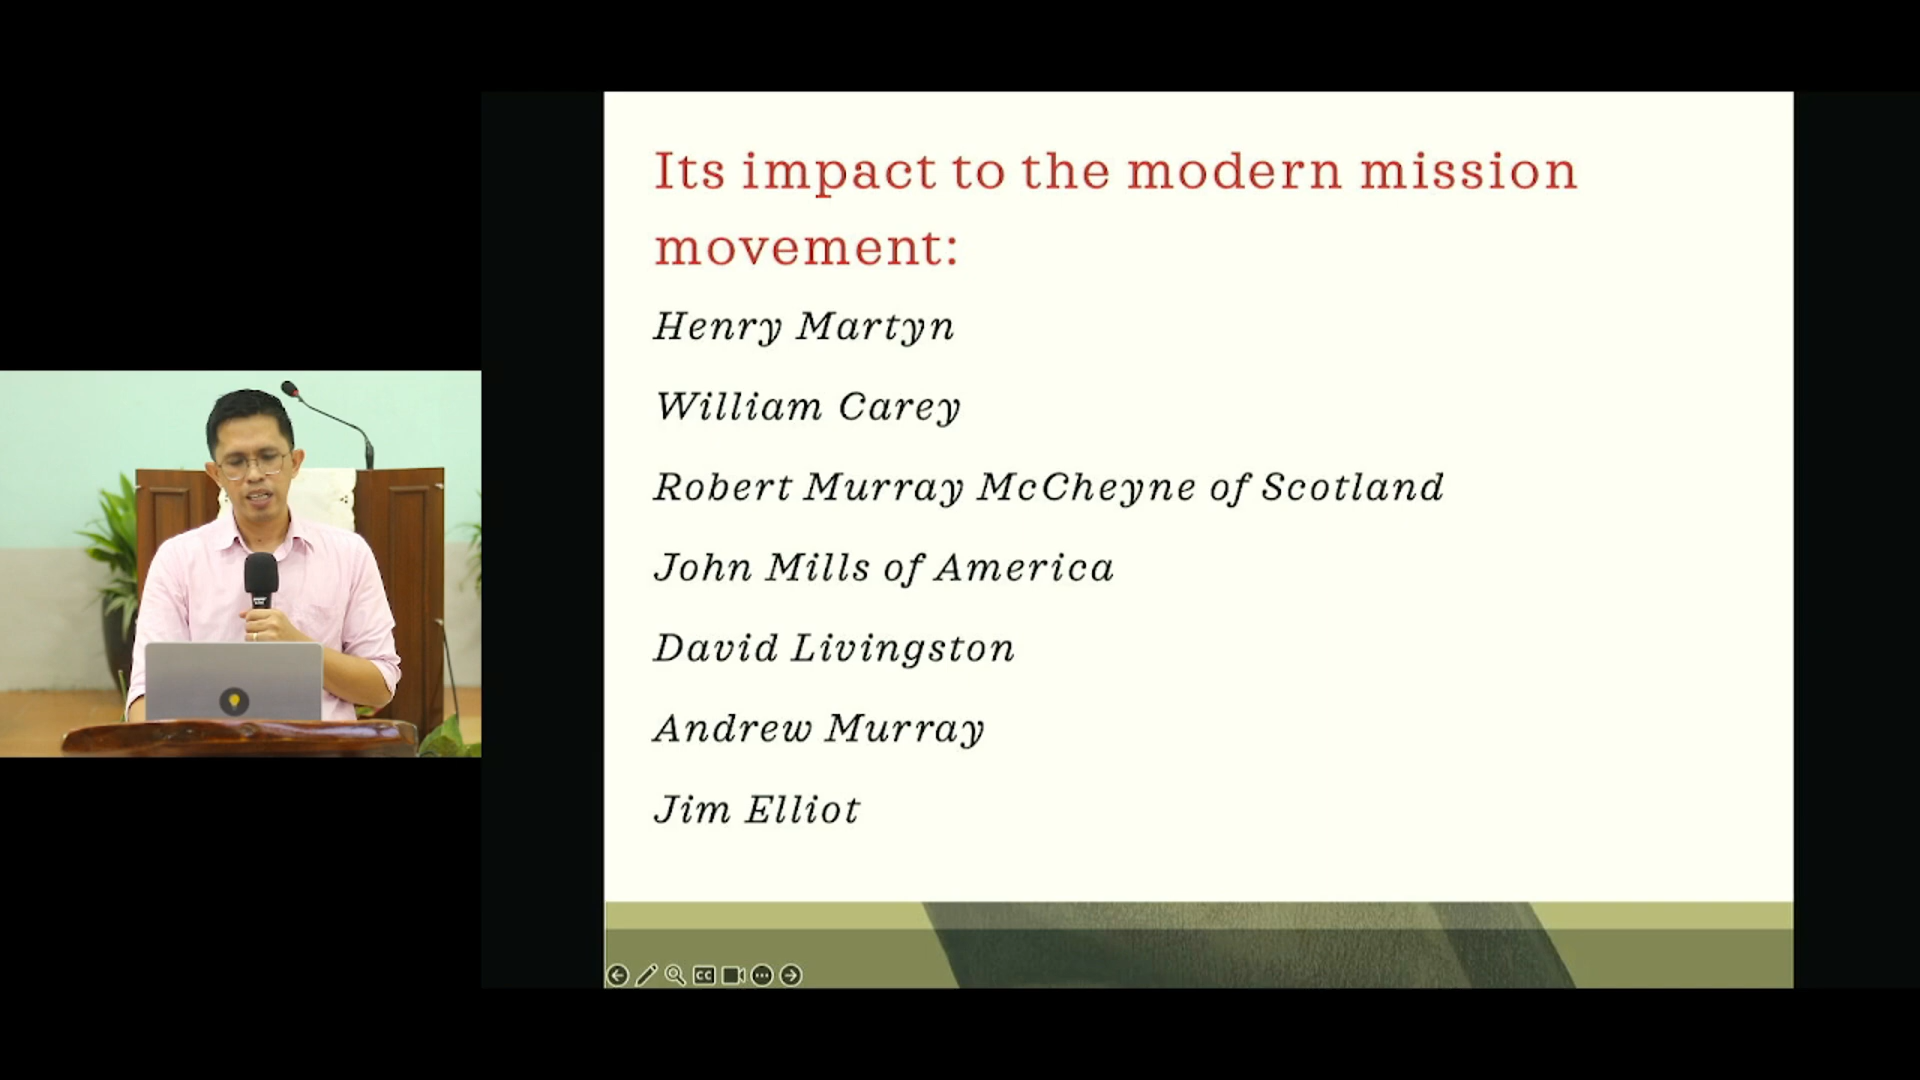 Its impact to the modern mission
movement:
Henry Martyn
William Carey
Robert Murray McCheyne of Scotland
John Mills of America
David Livingston
Andrew Murray
Jim Elliot
CC